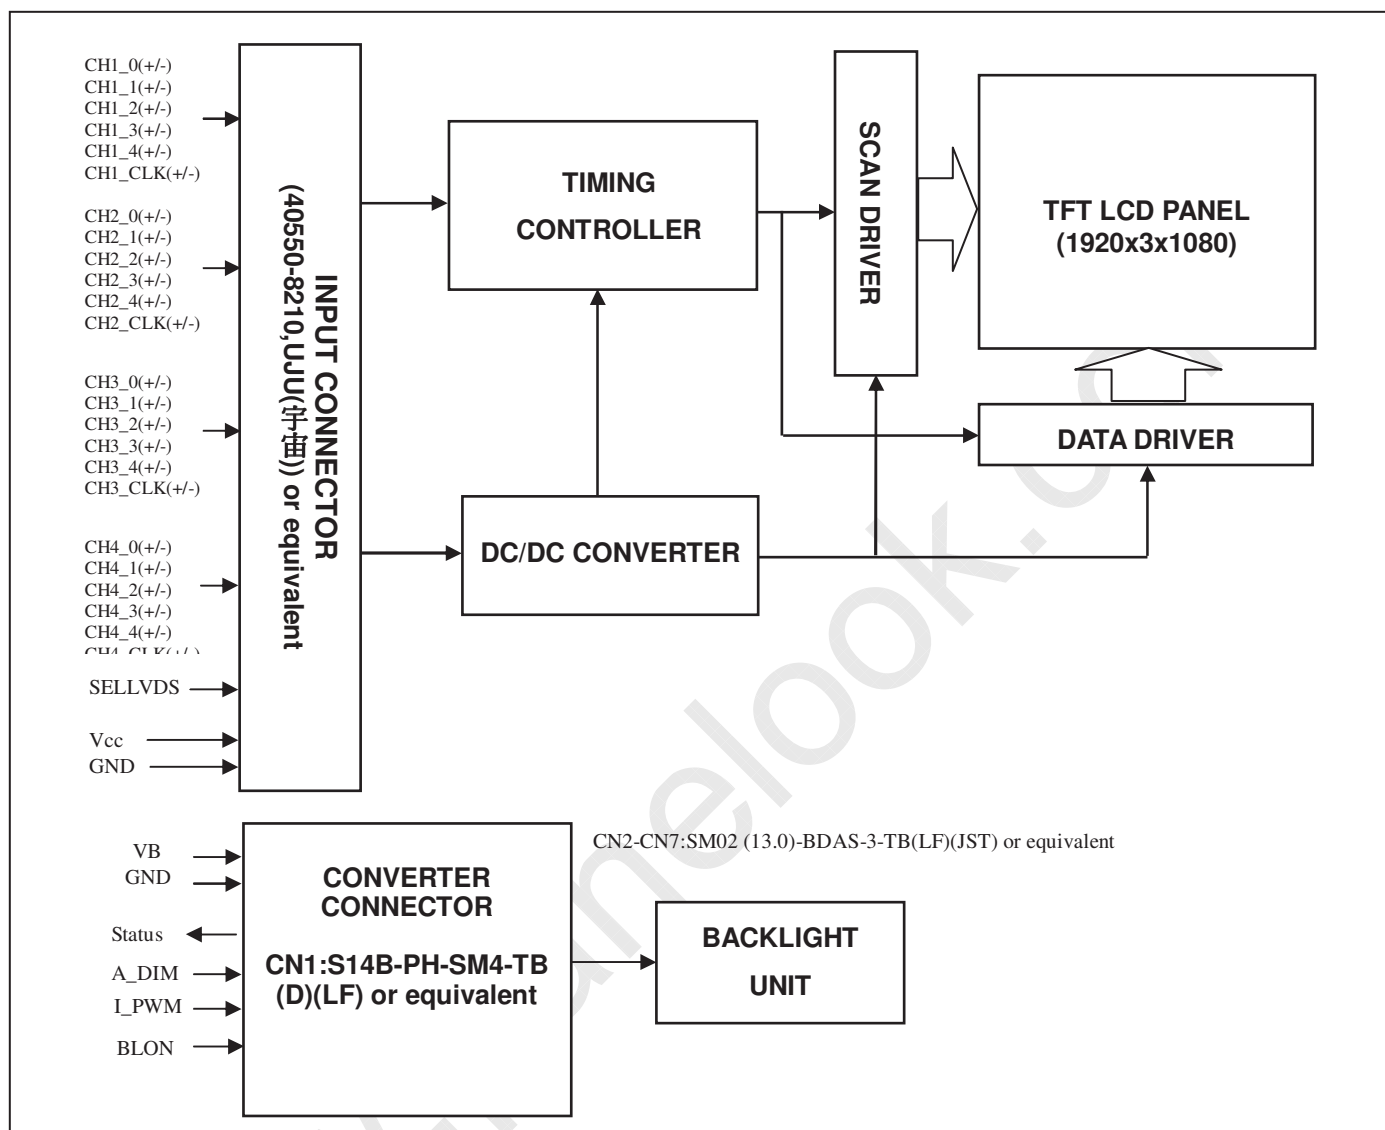 CH1_0(+/-)
CH1_1(+/-)
CH1_2(+/-)
CH1_3(+/-)
CH1_4(+/-)
CH1_CLK(+/-)
CH2_0(+/-)
CH2_1(+/-)
CH2_2(+/-)
CH2_3(+/-)
CH2_4(+/-)
CH2_CLK(+/-)
CH3_0(+/-)
CH3_1(+/-)
CH3_2(+/-)
CH3_3(+/-)
CH3_4(+/-)
CH3_CLK(+/-)
CH4_0(+/-)
CH4_1(+/-)
CH4_2(+/-)
CH4_3(+/-)
CH4_4(+/-)
CH4_CLK(+/-)
SELLVDS
Vcc
GND
INPUT CONNECTOR
(40550-8210,UJU(宇宙)) or equivalent
TIMING
CONTROLLER
SCAN DRIVER
TFT LCD PANEL
(1920x3x1080)
DATA DRIVER
DC/DC CONVERTER
VB
GND
Status
A_DIM
I_PWM
BLON
CONVERTER
CONNECTOR
CN1:S14B-PH-SM4-TB
(D)(LF) or equivalent
CN2-CN7:SM02 (13.0)-BDAS-3-TB(LF)(JST) or equivalent
BACKLIGHT
UNIT